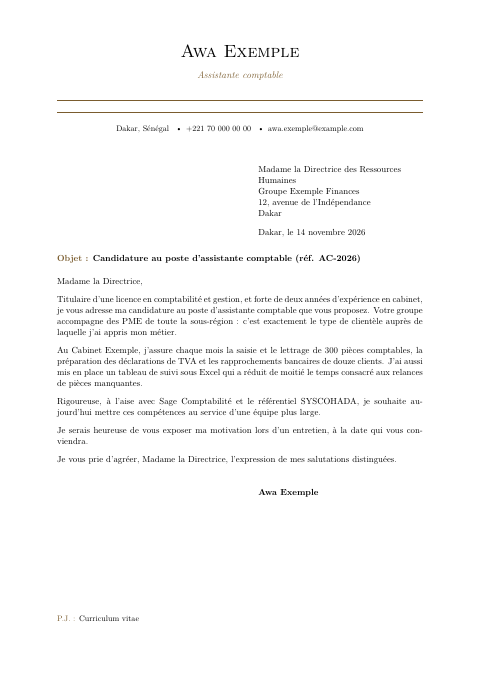 Awa Exemple
Assistante comptable
Dakar, Sénégal • +221 70 000 00 00 • awa.exemple@example.com
Madame la Directrice des Ressources
Humaines
Groupe Exemple Finances
12, avenue de l'Indépendance
Dakar
Dakar, le 14 novembre 2026
Objet : Candidature au poste d'assistante comptable (réf. AC-2026)
Madame la Directrice,
Titulaire d'une licence en comptabilité et gestion, et forte de deux années d'expérience en cabinet,
je vous adresse ma candidature au poste d'assistante comptable que vous proposez. Votre groupe
accompagne des PME de toute la sous-région : c'est exactement le type de clientèle auprès de
laquelle j'ai appris mon métier.
Au Cabinet Exemple, j'assure chaque mois la saisie et le lettrage de 300 pièces comptables, la
préparation des déclarations de TVA et les rapprochements bancaires de douze clients. J'ai aussi
mis en place un tableau de suivi sous Excel qui a réduit de moitié le temps consacré aux relances
de pièces manquantes.
Rigoureuse, à l'aise avec Sage Comptabilité et le référentiel SYSCOHADA, je souhaite au-
jourd'hui mettre ces compétences au service d'une équipe plus large.
Je serais heureuse de vous exposer ma motivation lors d'un entretien, à la date qui vous con-
viendra.
Je vous prie d'agréer, Madame la Directrice, l'expression de mes salutations distinguées.
Awa Exemple
P.J. : Curriculum vitae